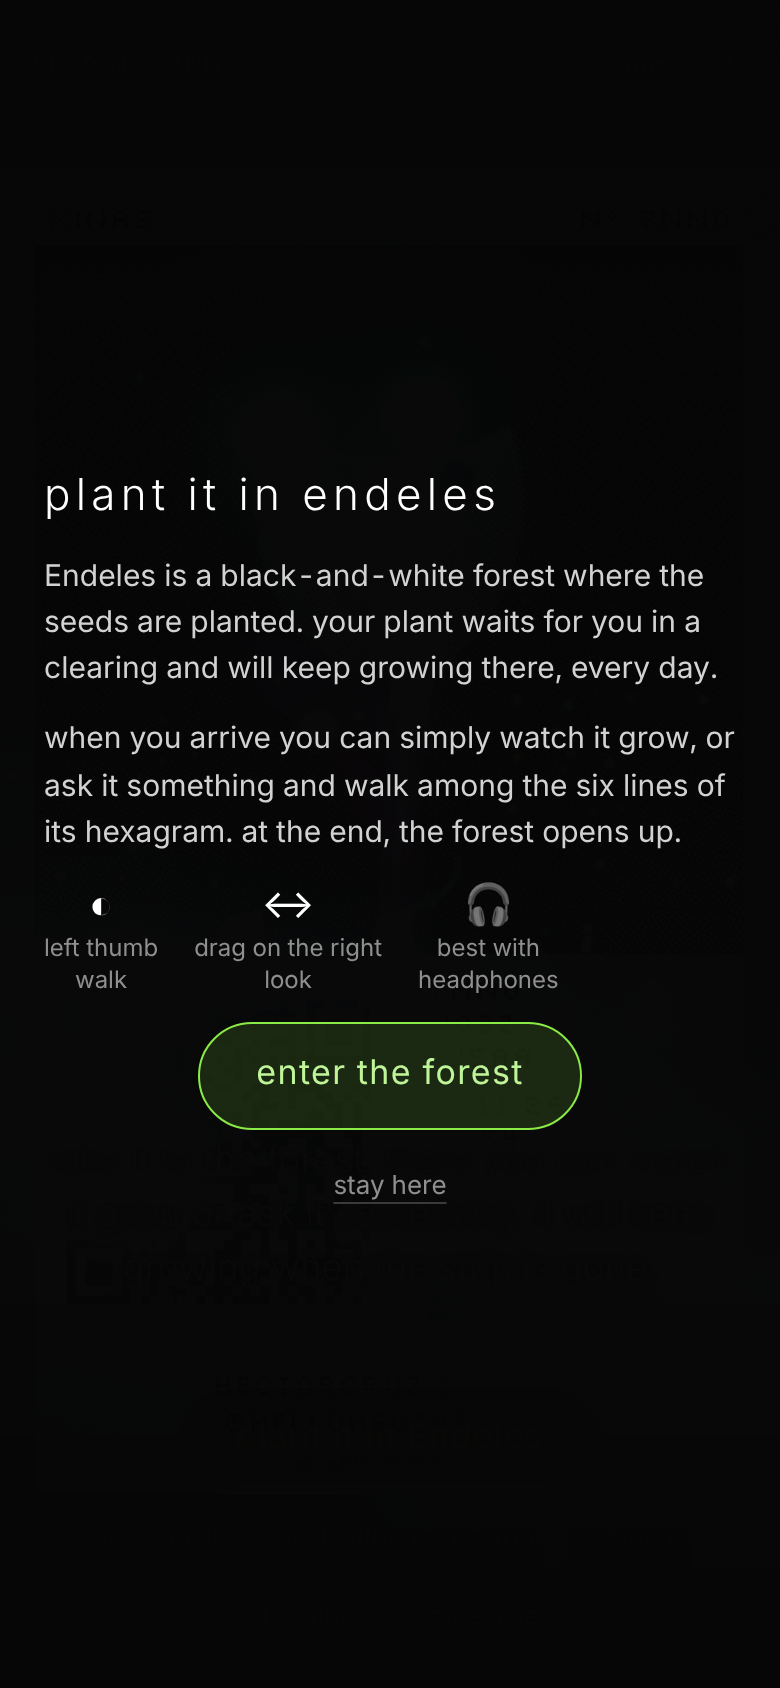 plant it in endeles
Endeles is a black-and-white forest where the
seeds are planted. your plant waits for you in a
clearing and will keep growing there, every day.
when you arrive you can simply watch it grow, or
ask it something and walk among the six lines of
its hexagram. at the end, the forest opens up.
left thumb
walk
drag on the right
look
best with
headphones
enter the forest
stay here